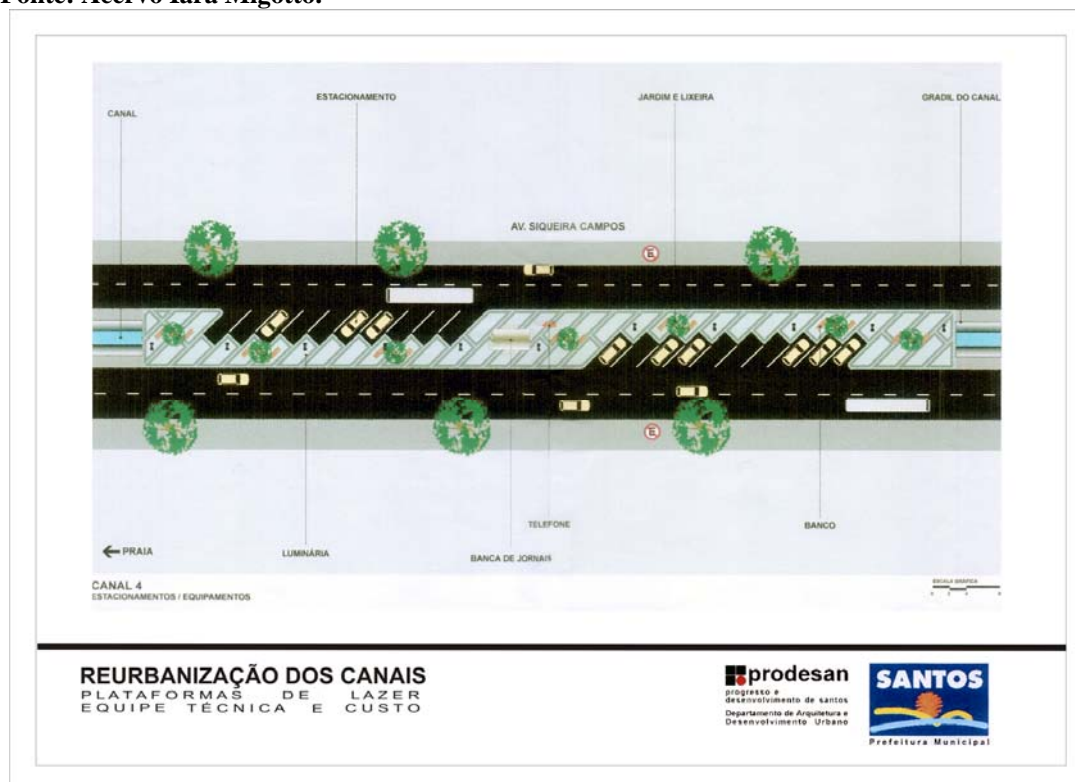 Fonte: Acervo Iara Migotto.
ESTACIONAMENTO
JARDIM E LIXEIRA
GRADIL DO CANAL
CANAL
AV. SIQUEIRA CAMPOS
E
E
TELEFONE
BANCO
← PRAIA
LUMINÁRIA
BANCA DE JORNAIS
CANAL 4
ESTACIONAMENTOS / EQUIPAMENTOS
ESCALA GRÁFICA
REURBANIZAÇÃO DOS CANAIS
PLATAFORMAS DE LAZER
EQUIPE TÉCNICA E CUSTO
prodesan
progresso e
desenvolvimento de santos
Departamento de Arquitetura e
Desenvolvimento Urbano
SANTOS
Prefeitura Municipal